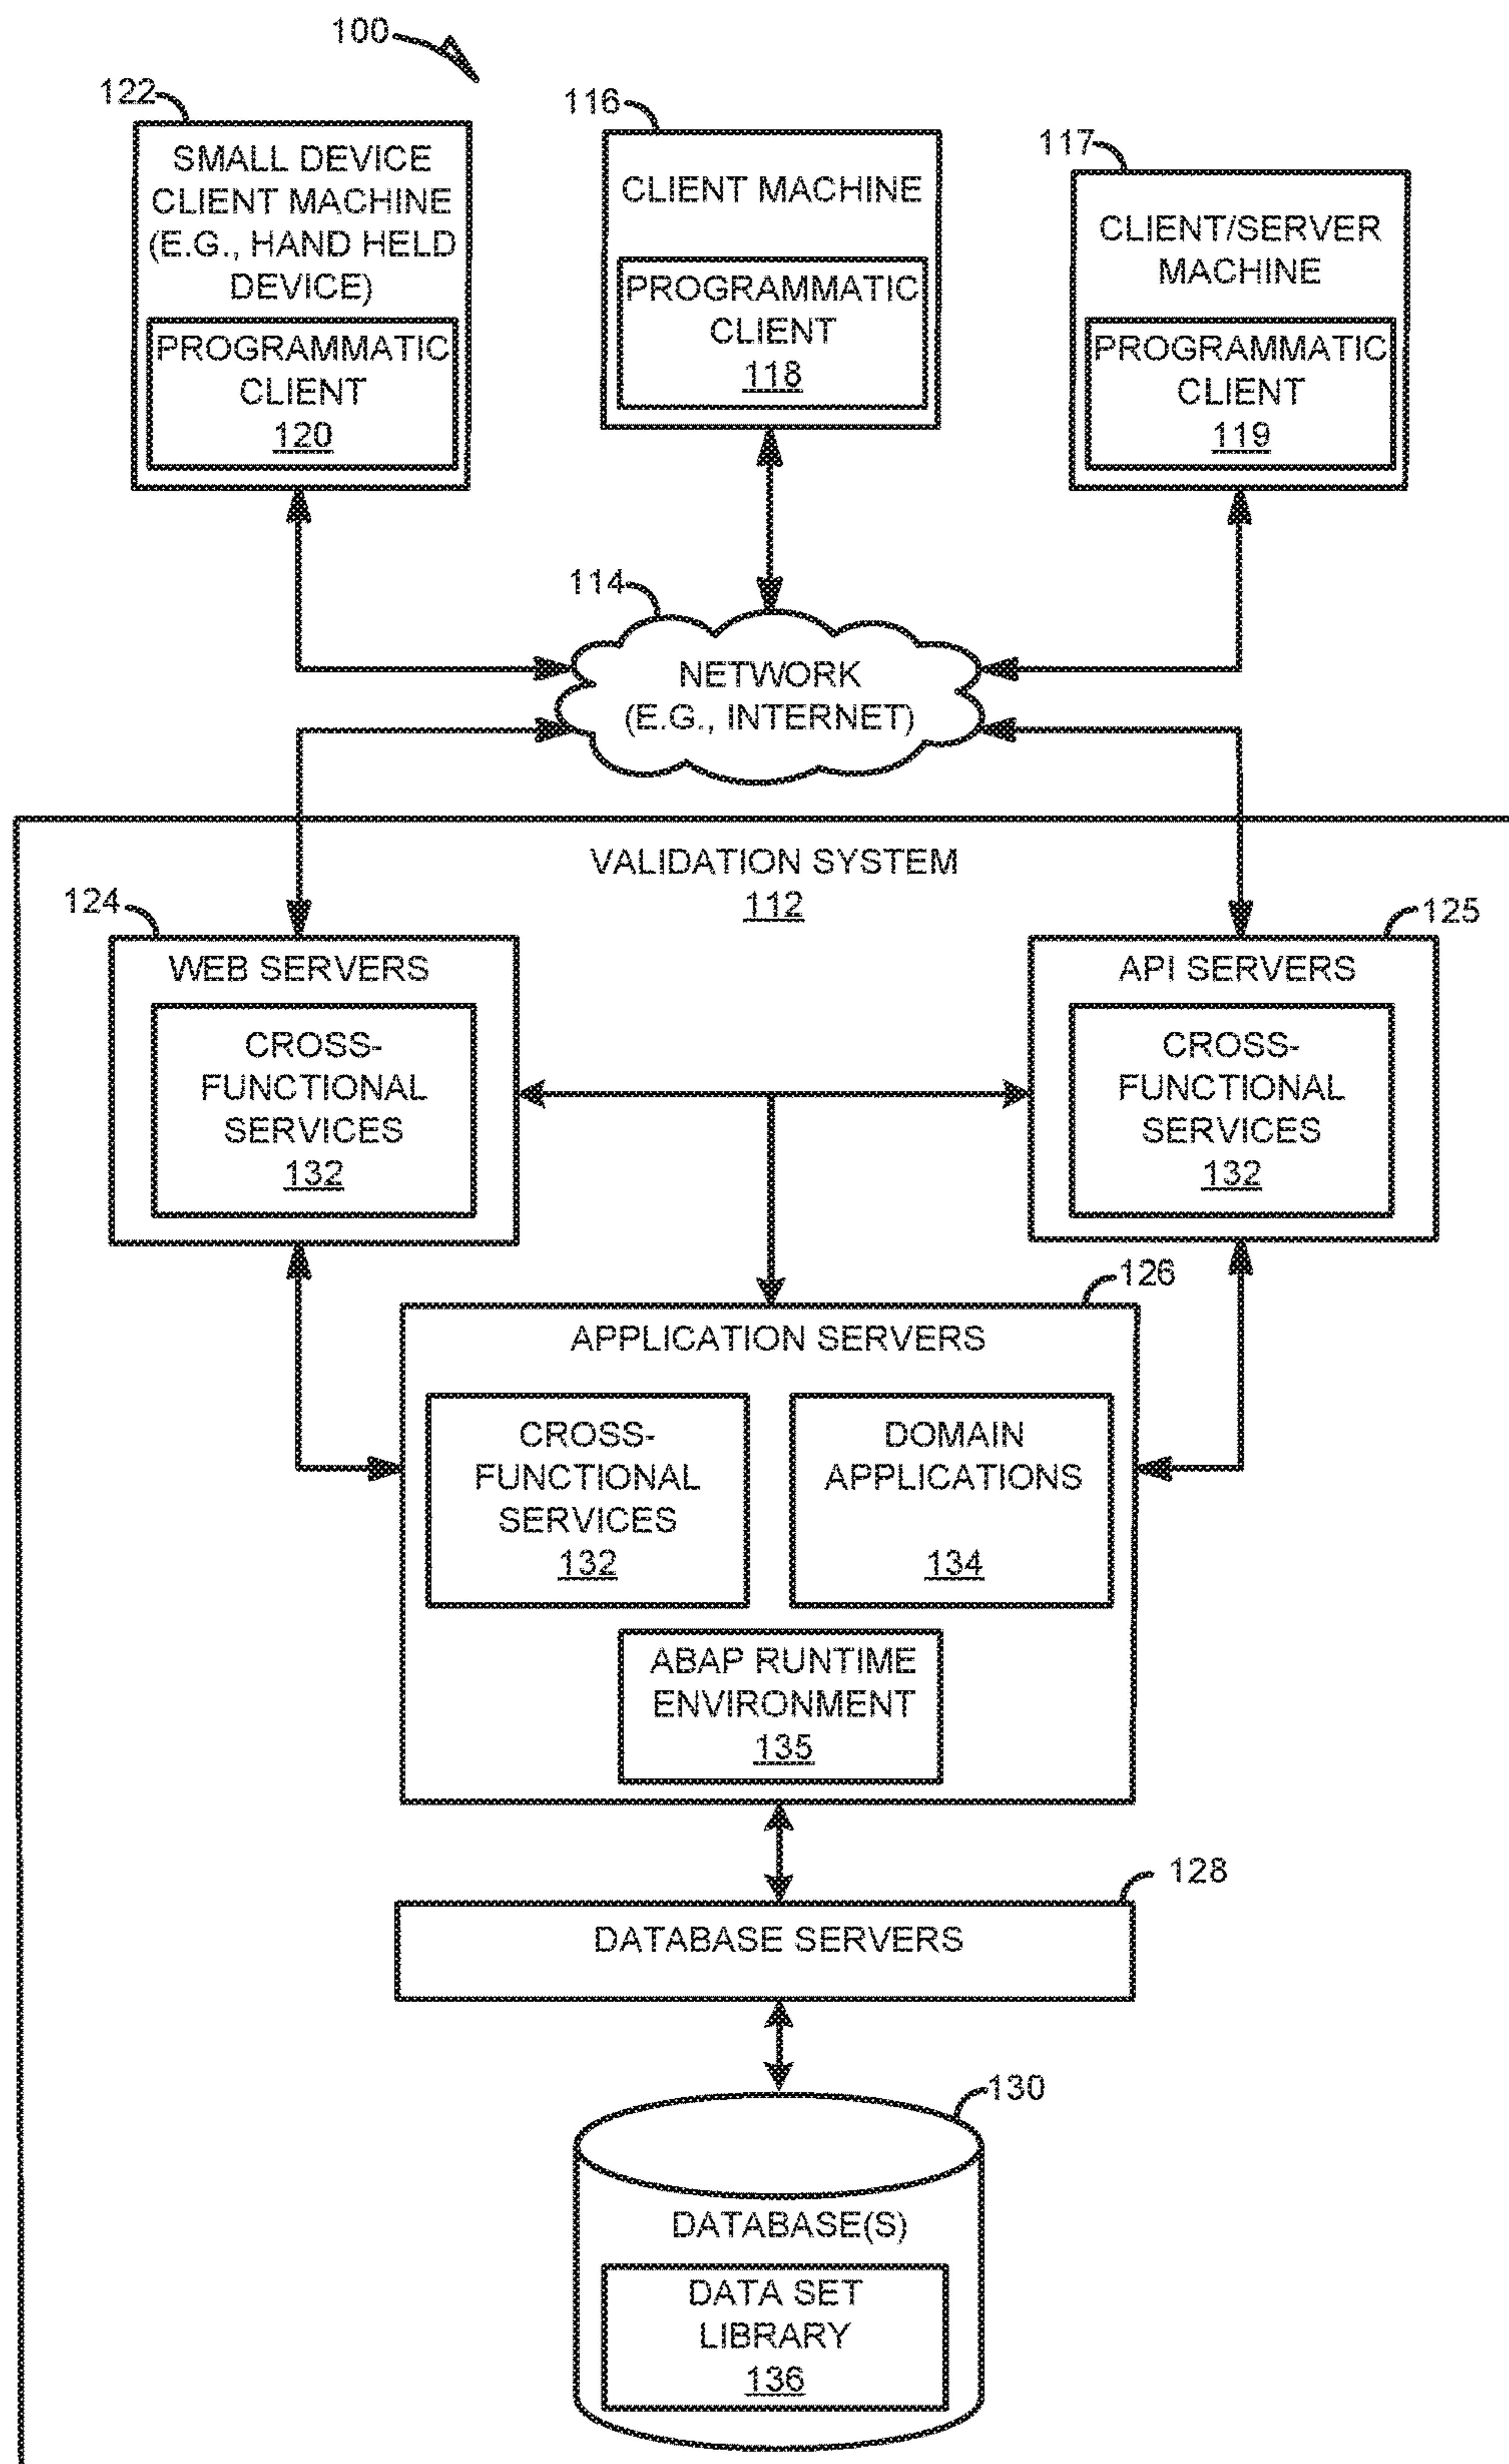 100
122
SMALL DEVICE
CLIENT MACHINE
(E.G., HAND HELD
DEVICE)
PROGRAMMATIC
CLIENT
120
116
CLIENT MACHINE
PROGRAMMATIC
CLIENT
118
117
CLIENT/SERVER
MACHINE
PROGRAMMATIC
CLIENT
119
114
NETWORK
(E.G., INTERNET)
VALIDATION SYSTEM
112
124
WEB SERVERS
CROSS-
FUNCTIONAL
SERVICES
132
125
API SERVERS
CROSS-
FUNCTIONAL
SERVICES
132
126
APPLICATION SERVERS
CROSS-
FUNCTIONAL
SERVICES
132
DOMAIN
APPLICATIONS
134
ABAP RUNTIME
ENVIRONMENT
135
128
DATABASE SERVERS
130
DATABASE(S)
DATA SET
LIBRARY
136